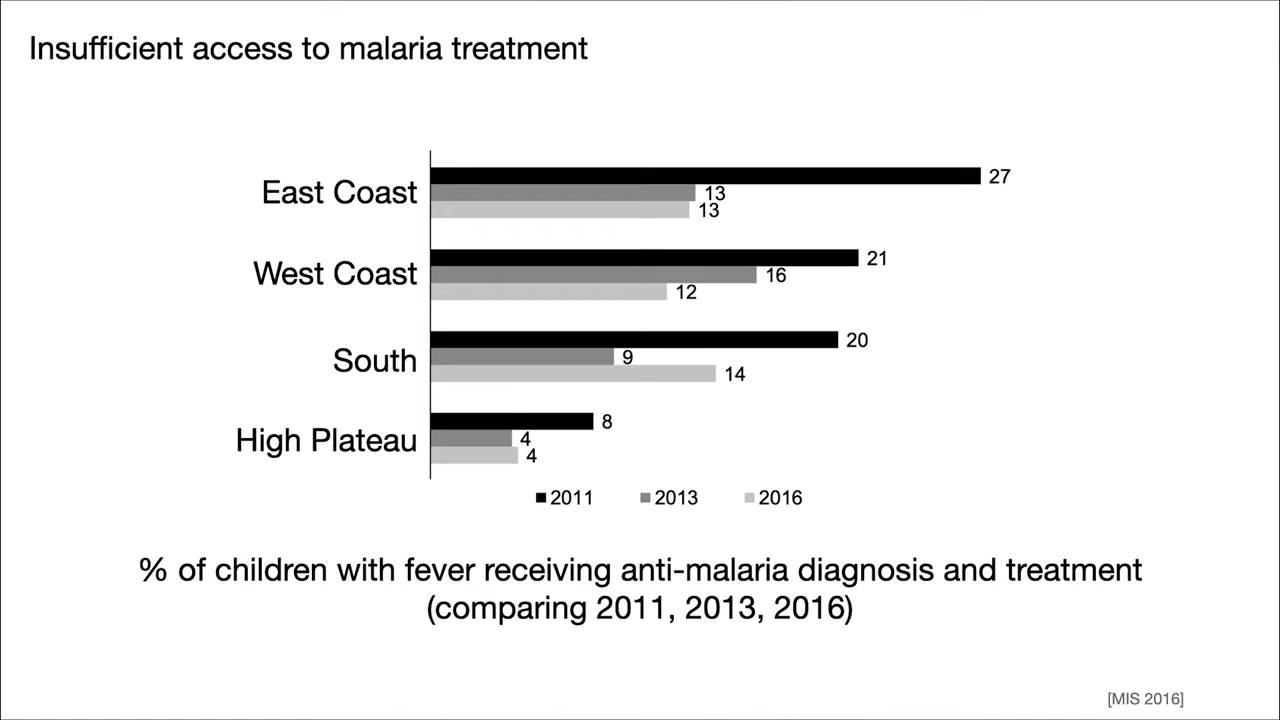 Insufficient access to malaria treatment
East Coast
27
13
13
West Coast
21
16
12
South
20
9
14
High Plateau
8
4
4
2011 2013 2016
% of children with fever receiving anti-malaria diagnosis and treatment
(comparing 2011, 2013, 2016)
[MIS 2016]